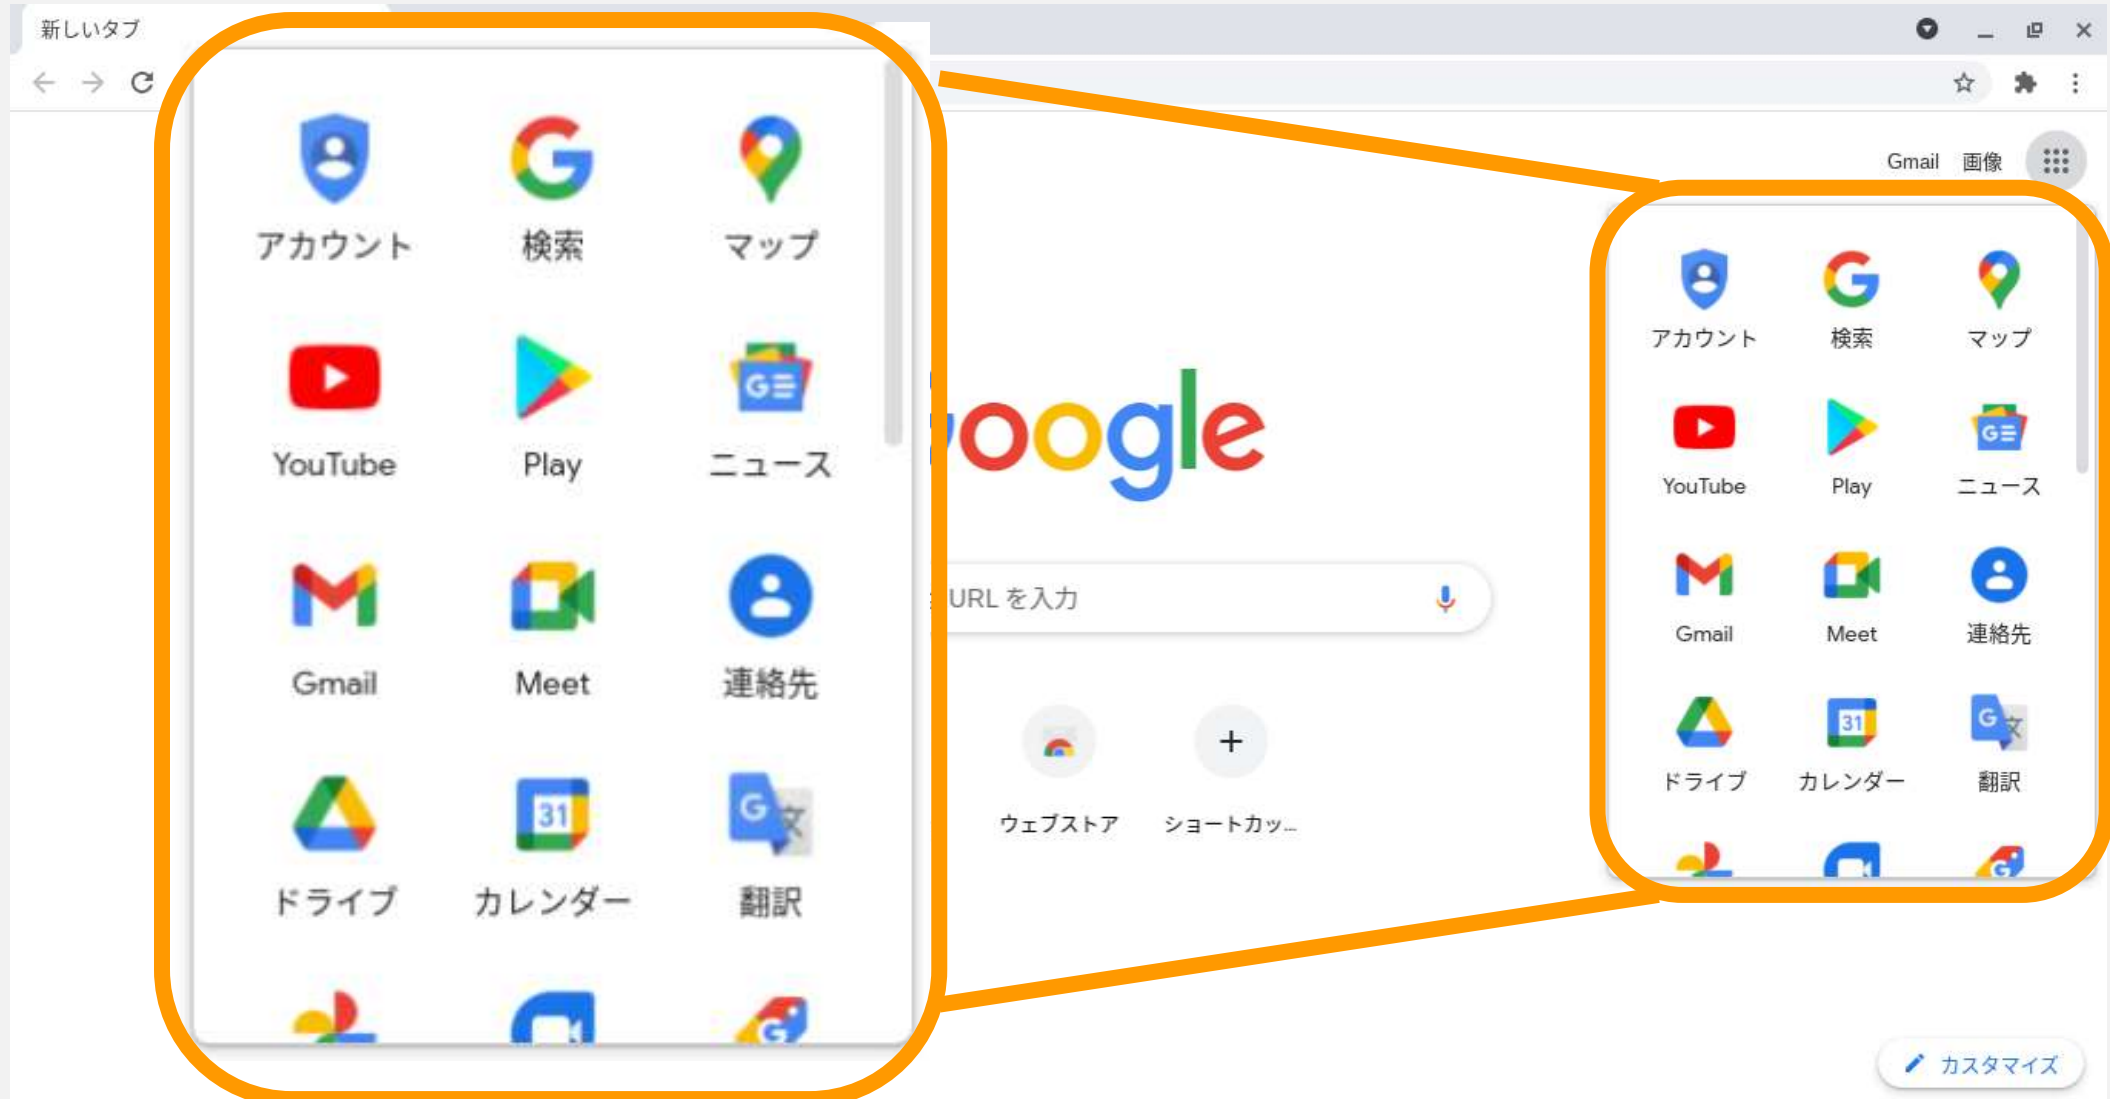 新しいタブ
Gmail 画像
アカウント 検索 マップ
YouTube Play ニュース
Gmail Meet 連絡先
31 G 文
ドライブ カレンダー 翻訳
oogle
URL を入力
ウェブストア ショートカッ...
アカウント 検索 マップ
YouTube Play ニュース
Gmail Meet 連絡先
31 G 文
ドライブ カレンダー 翻訳
カスタマイズ